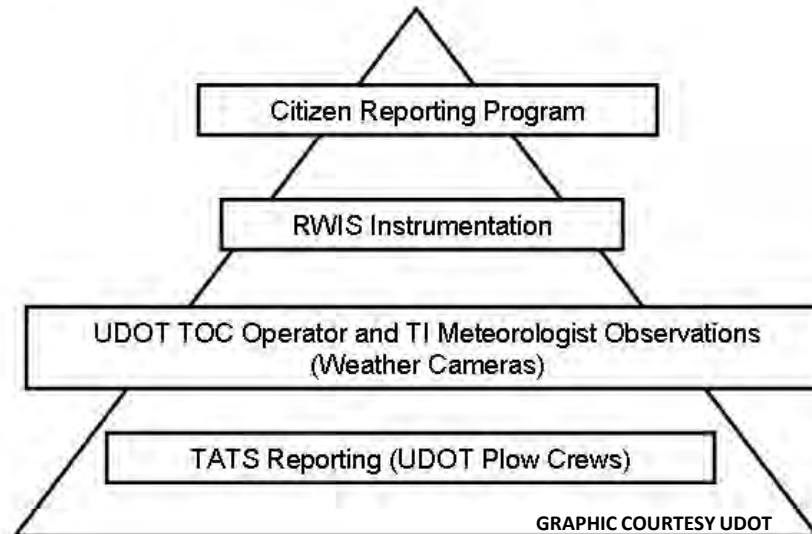 Citizen Reporting Program
RWIS Instrumentation
UDOT TOC Operator and TI Meteorologist Observations
(Weather Cameras)
TATS Reporting (UDOT Plow Crews)
GRAPHIC COURTESY UDOT